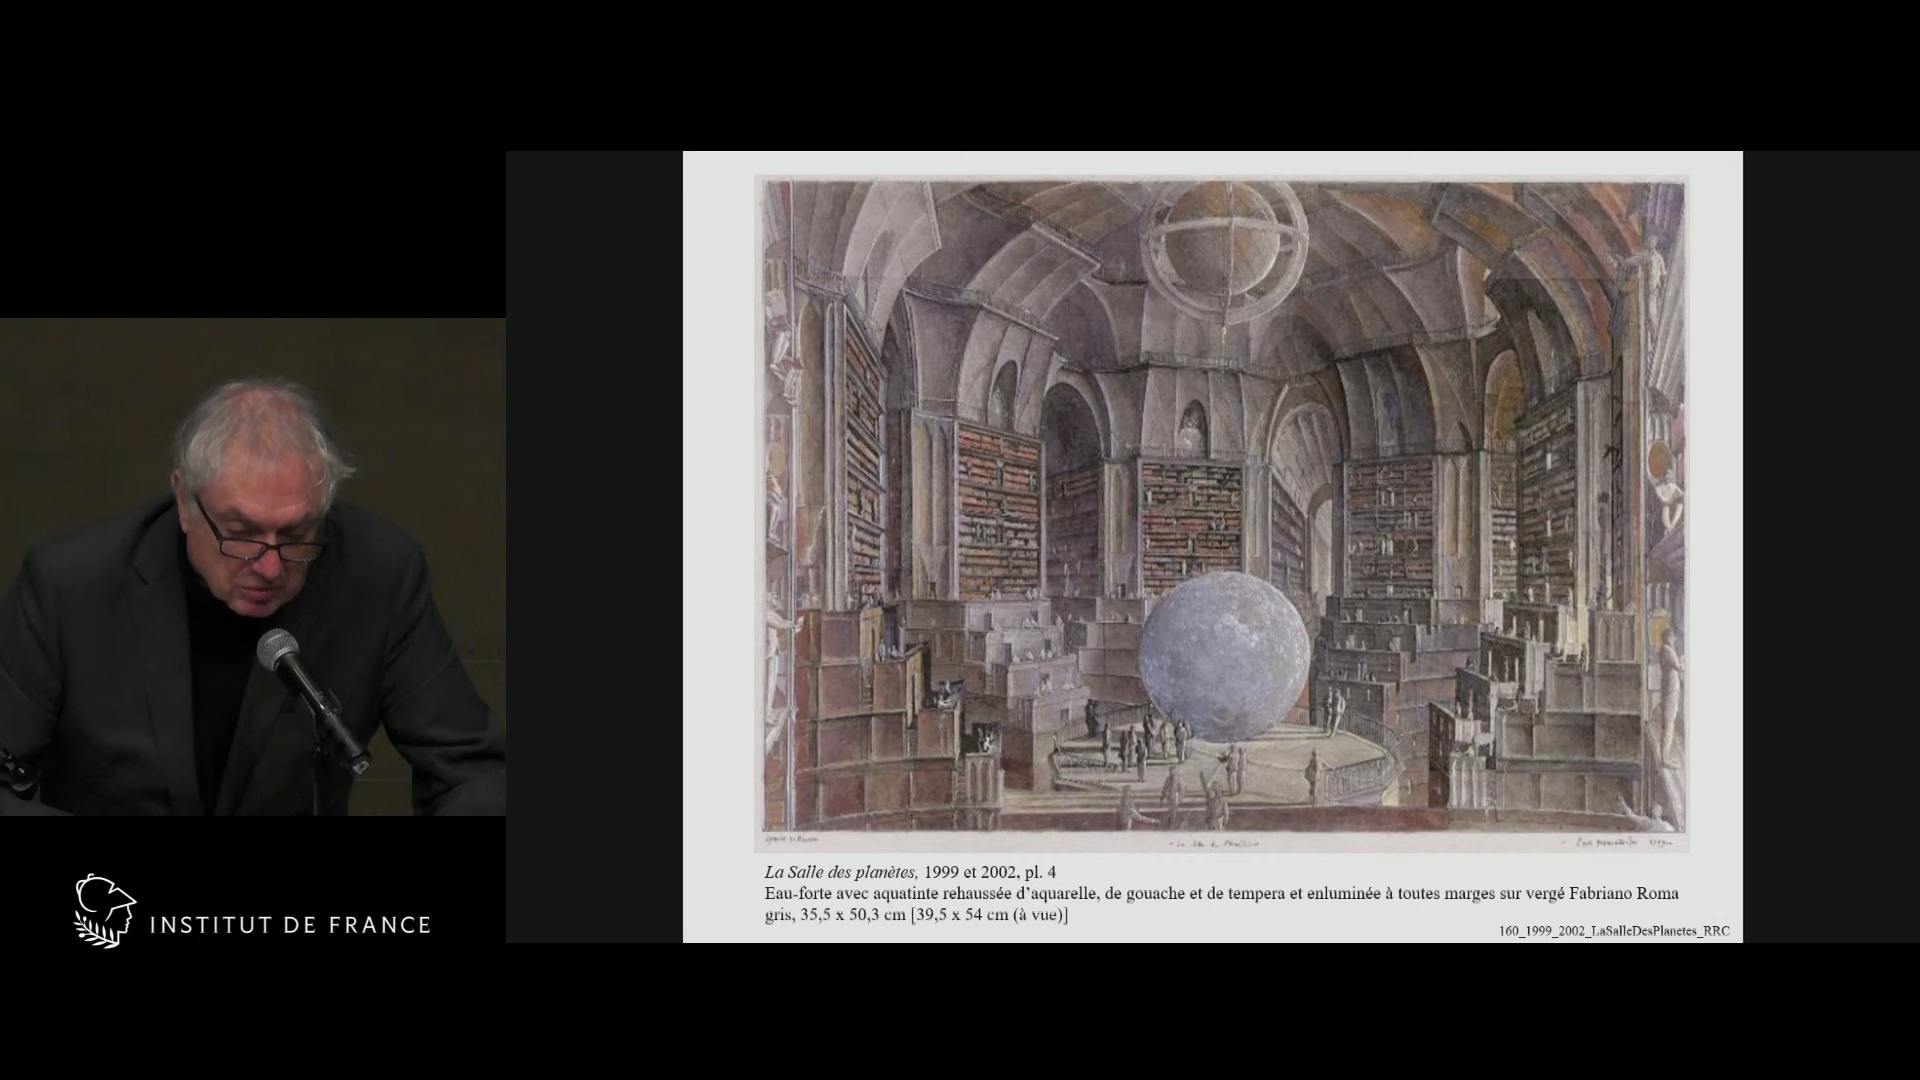 INSTITUT DE FRANCE
La Salle des planètes, 1999 et 2002, pl. 4
Eau-forte avec aquatinte rehaussée d’aquarelle, de gouache et de tempera et enluminée à toutes marges sur vergé Fabriano Roma
gris, 35,5 x 50,3 cm [39,5 x 54 cm (à vue)]
160_1999_2002_LaSalleDesPlanetes_RRC